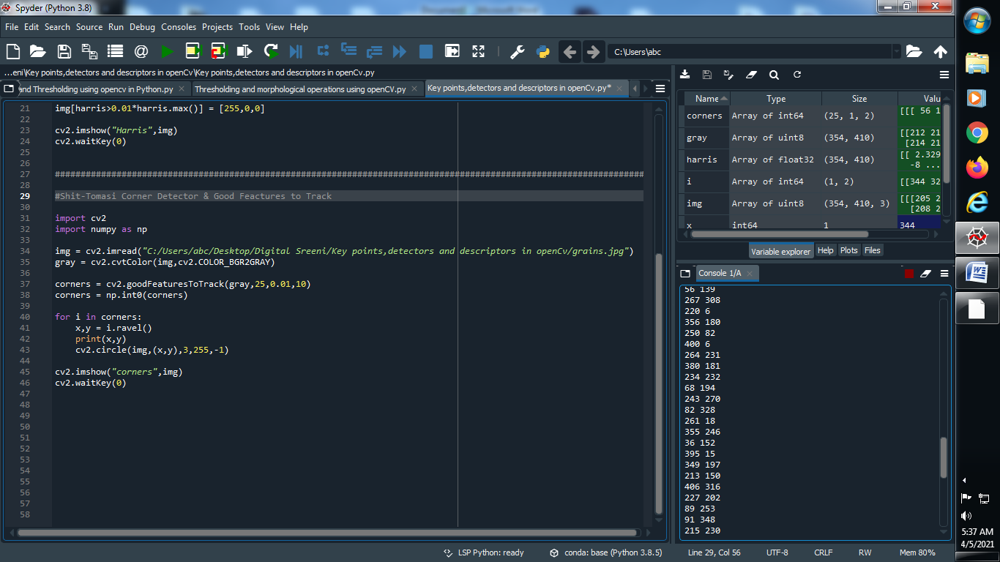 Spyder (Python 3.8)
File Edit Search Source Run Debug Consoles Projects Tools View Help
C:\Users\abc
...eni\Key points,detectors and descriptors in openCv\Key points,detectors and descriptors in openCv.py
and Thresholding using opencv in Python.py
Thresholding and morphological operations using openCV.py
Key points,detectors and descriptors in openCv.py*
21 img[harris>0.01*harris.max()] = [255,0,0]
22
23 cv2.imshow("Harris",img)
24 cv2.waitKey(0)
25
26
27 ####################################################################################################################
28
29 #Shit-Tomasi Corner Detector & Good Feactures to Track
30
31 import cv2
32 import numpy as np
33
34 img = cv2.imread("C:/Users/abc/Desktop/Digital Sreeni/Key points,detectors and descriptors in openCv/grains.jpg")
35 gray = cv2.cvtColor(img,cv2.COLOR_BGR2GRAY)
36
37 corners = cv2.goodFeaturesToTrack(gray,25,0.01,10)
38 corners = np.int0(corners)
39
40 for i in corners:
41     x,y = i.ravel()
42     print(x,y)
43     cv2.circle(img,(x,y),3,255,-1)
44
45 cv2.imshow("corners",img)
46 cv2.waitKey(0)
47
48
49
50
51
52
53
54
55
56
57
58
Name Type Size Valu
corners Array of int64 (25, 1, 2) [[[ 56 1
gray Array of uint8 (354, 410) [[212 21
[214 21
harris Array of float32 (354, 410) [[ 2.329
-8 ...
i Array of int64 (1, 2) [[344 32
img Array of uint8 (354, 410, 3) [[[205 2
[208 2
x int64 1 344
Variable explorer Help Plots Files
Console 1/A
56 139
267 308
220 6
356 180
250 82
400 6
264 231
380 181
234 232
68 194
243 270
82 328
261 18
355 246
36 152
395 15
349 197
213 150
406 316
227 202
89 253
91 348
215 230
LSP Python: ready
conda: base (Python 3.8.5)
Line 29, Col 56
UTF-8
CRLF
RW
Mem 80%
5:37 AM
4/5/2021